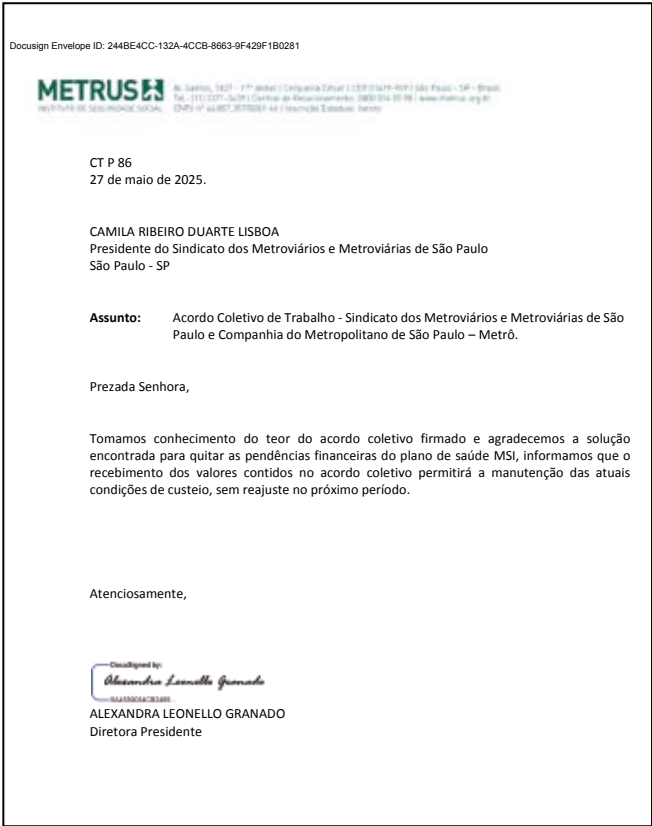 Docusign Envelope ID: 244BE4CC-132A-4CCB-8663-9F429F1B0281
METRUS
INSTITUTO DE SEGURIDADE SOCIAL
CT P 86
27 de maio de 2025.
CAMILA RIBEIRO DUARTE LISBOA
Presidente do Sindicato dos Metroviários e Metroviárias de São Paulo
São Paulo - SP
Assunto: Acordo Coletivo de Trabalho - Sindicato dos Metroviários e Metroviárias de São
Paulo e Companhia do Metropolitano de São Paulo – Metrô.
Prezada Senhora,
Tomamos conhecimento do teor do acordo coletivo firmado e agradecemos a solução
encontrada para quitar as pendências financeiras do plano de saúde MSI, informamos que o
recebimento dos valores contidos no acordo coletivo permitirá a manutenção das atuais
condições de custeio, sem reajuste no próximo período.
Atenciosamente,
DocuSigned by:
Alexandra Leonello Granado
ALEXANDRA LEONELLO GRANADO
Diretora Presidente